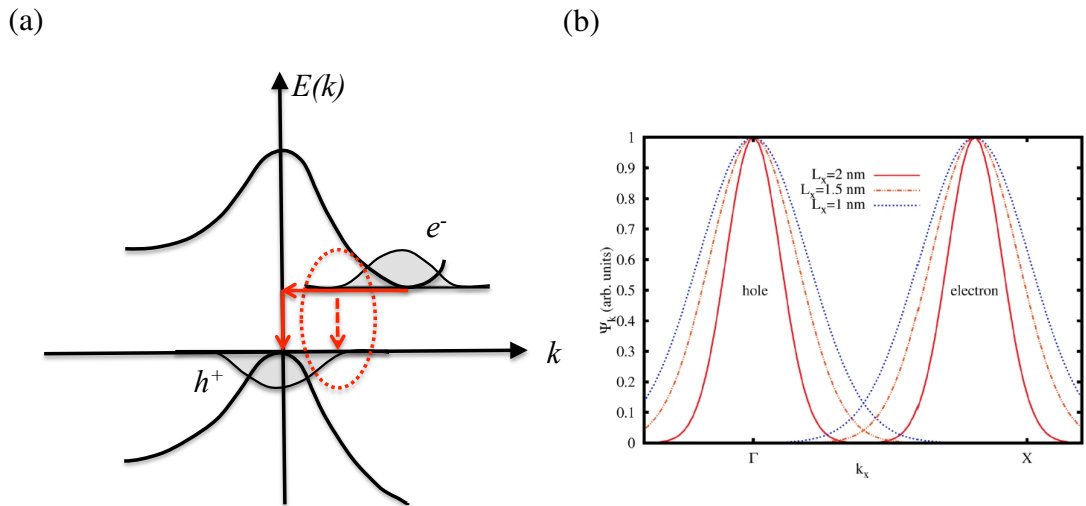 (a)
E(k)
e-
k
h+
(b)
1
0.9
0.8
0.7
0.6
0.5
0.4
0.3
0.2
0.1
0
Ψk (arb. units)
Lx=2 nm
Lx=1.5 nm
Lx=1 nm
hole
electron
Γ
X
kx